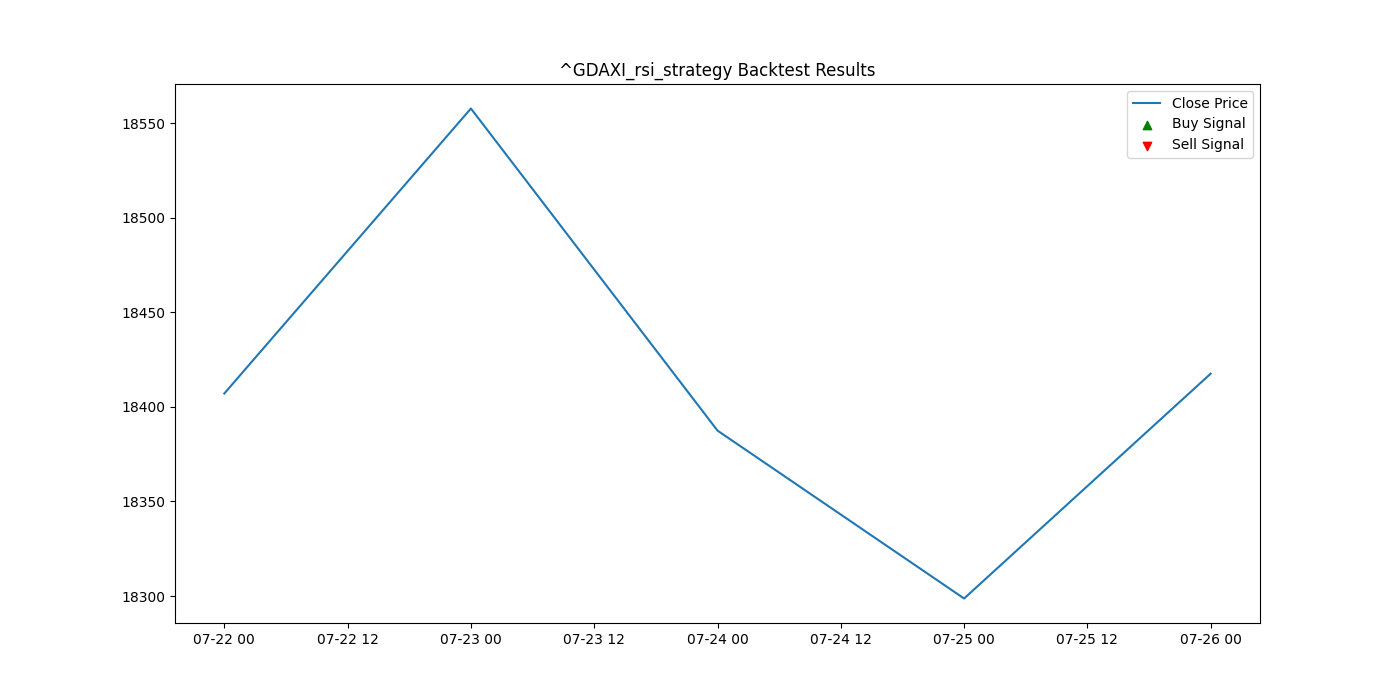 ^GDAXI_rsi_strategy Backtest Results
Close Price
Buy Signal
Sell Signal
18550
18500
18450
18400
18350
18300
07-22 00 07-22 12 07-23 00 07-23 12 07-24 00 07-24 12 07-25 00 07-25 12 07-26 00